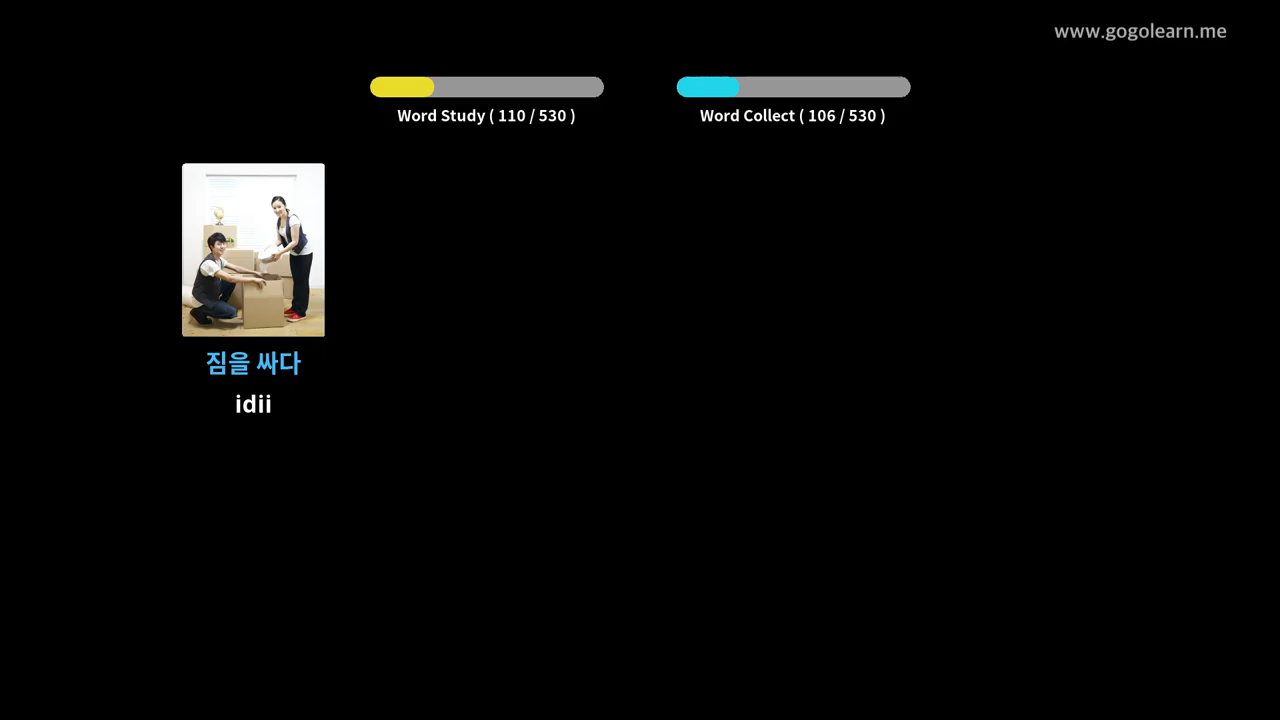 www.gogolearn.me
Word Study ( 110 / 530 )
Word Collect ( 106 / 530 )
짐을 싸다
idii